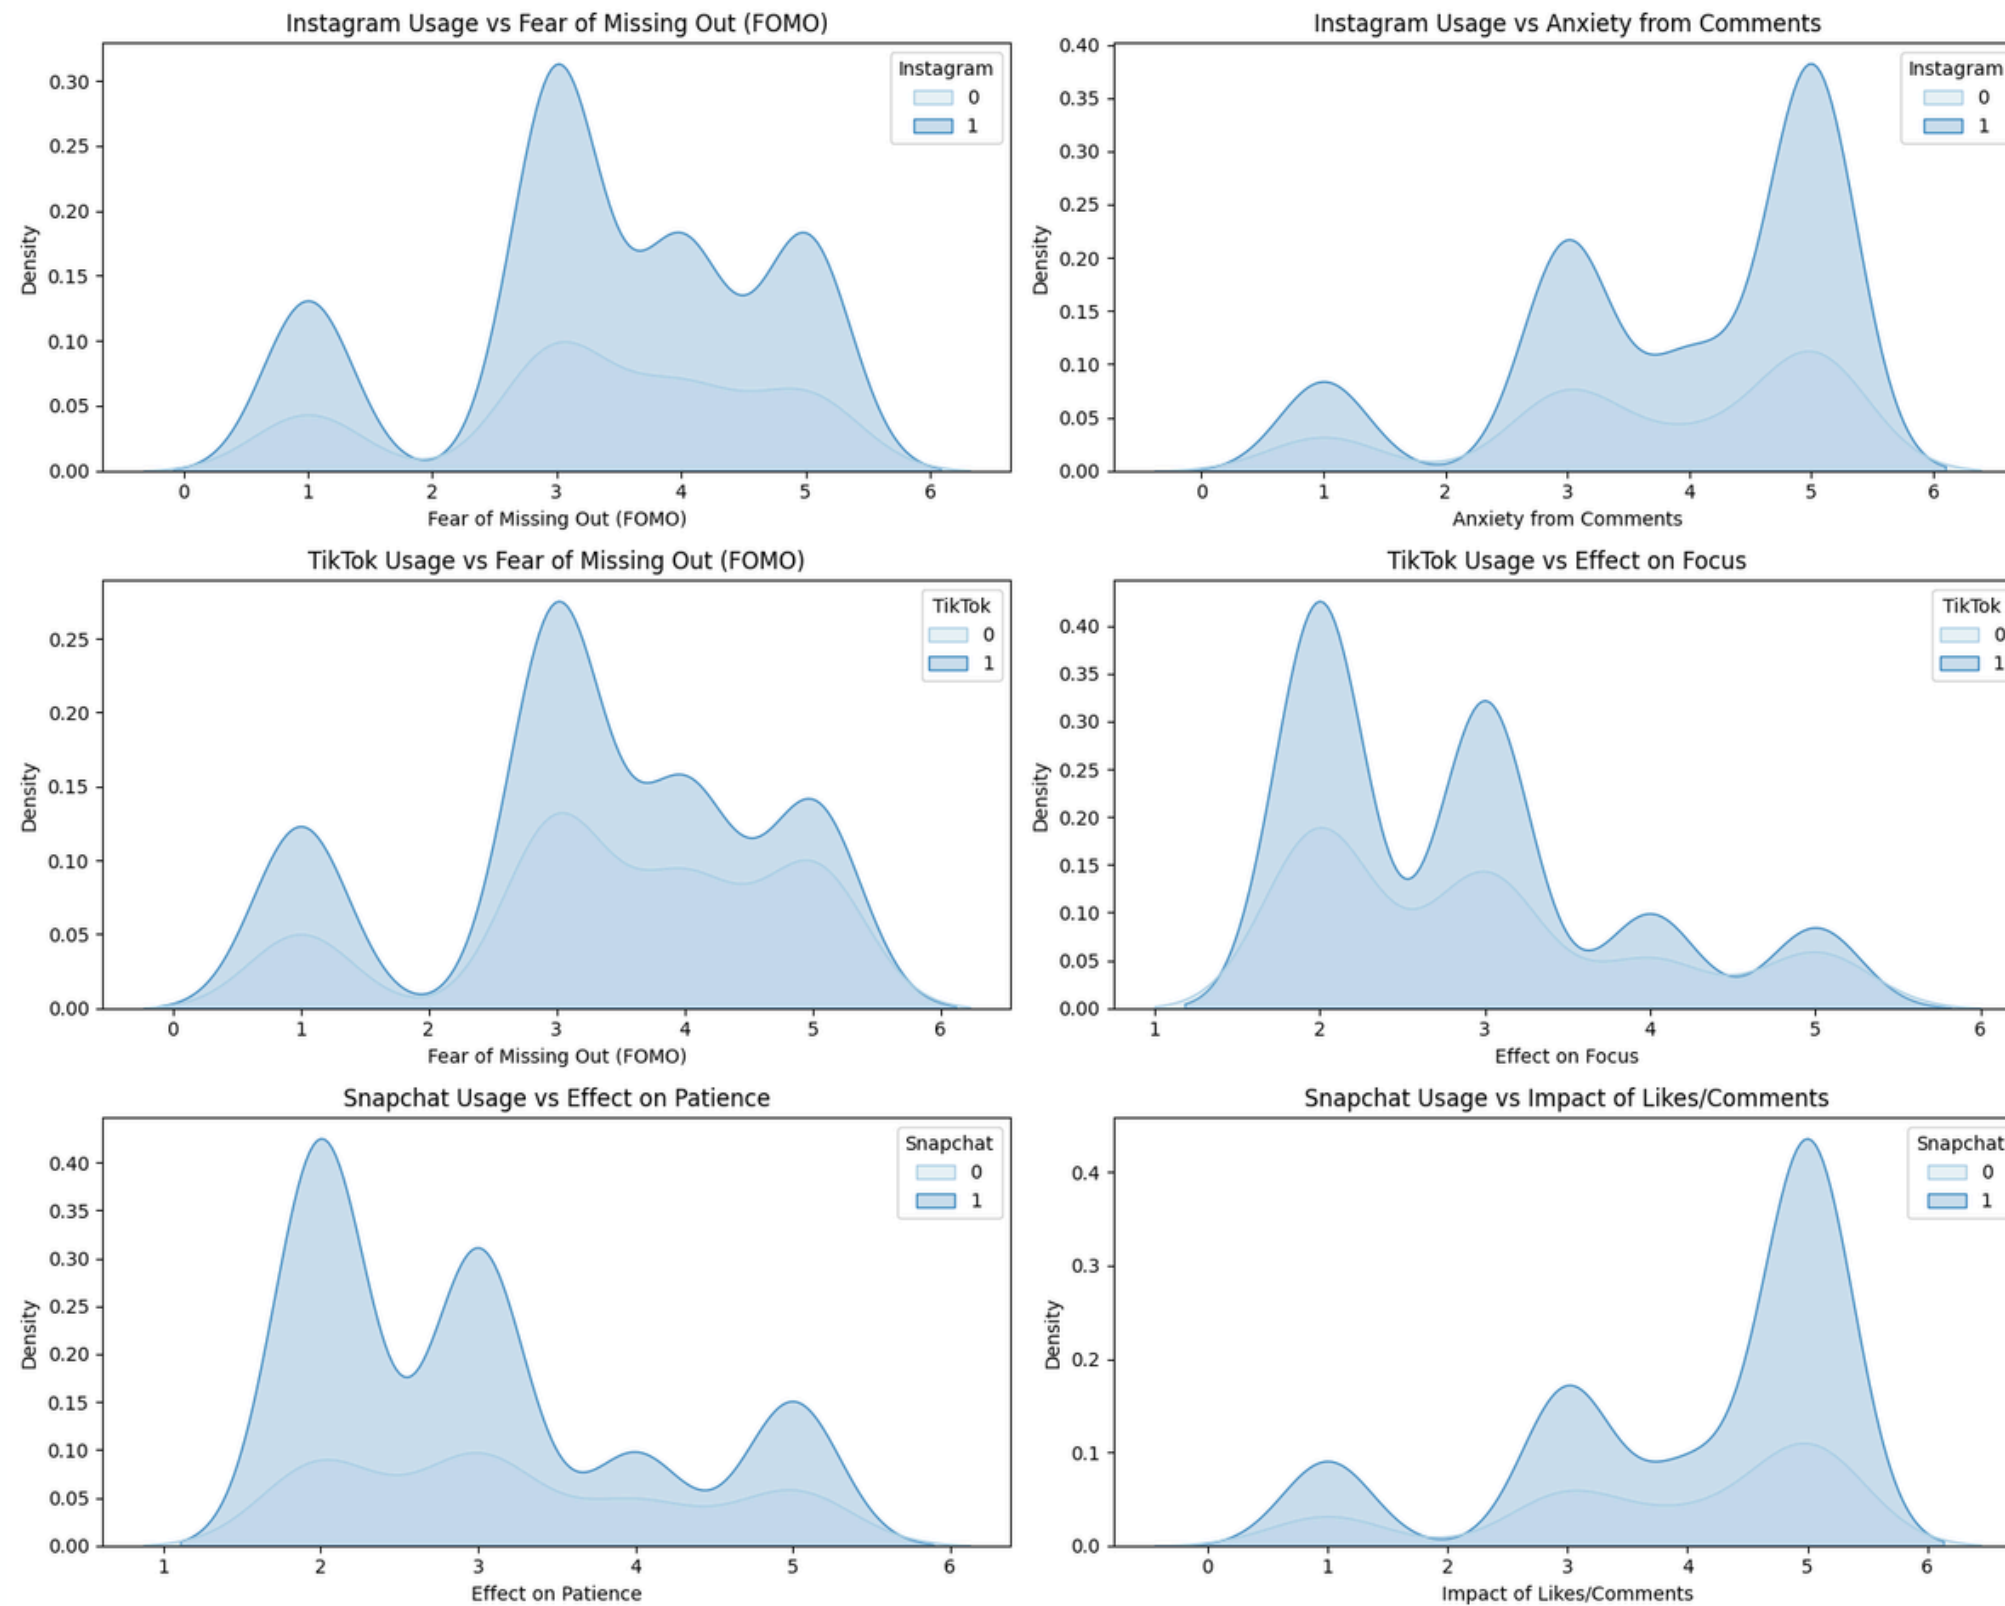 Instagram Usage vs Fear of Missing Out (FOMO)
Instagram
0
1
Density
0.30
0.25
0.20
0.15
0.10
0.05
0.00
0 1 2 3 4 5 6
Fear of Missing Out (FOMO)
Instagram Usage vs Anxiety from Comments
Instagram
0
1
Density
0.40
0.35
0.30
0.25
0.20
0.15
0.10
0.05
0.00
0 1 2 3 4 5 6
Anxiety from Comments
TikTok Usage vs Fear of Missing Out (FOMO)
TikTok
0
1
Density
0.25
0.20
0.15
0.10
0.05
0.00
0 1 2 3 4 5 6
Fear of Missing Out (FOMO)
TikTok Usage vs Effect on Focus
TikTok
0
1
Density
0.40
0.35
0.30
0.25
0.20
0.15
0.10
0.05
0.00
1 2 3 4 5 6
Effect on Focus
Snapchat Usage vs Effect on Patience
Snapchat
0
1
Density
0.40
0.35
0.30
0.25
0.20
0.15
0.10
0.05
0.00
1 2 3 4 5 6
Effect on Patience
Snapchat Usage vs Impact of Likes/Comments
Snapchat
0
1
Density
0.4
0.3
0.2
0.1
0.0
0 1 2 3 4 5 6
Impact of Likes/Comments